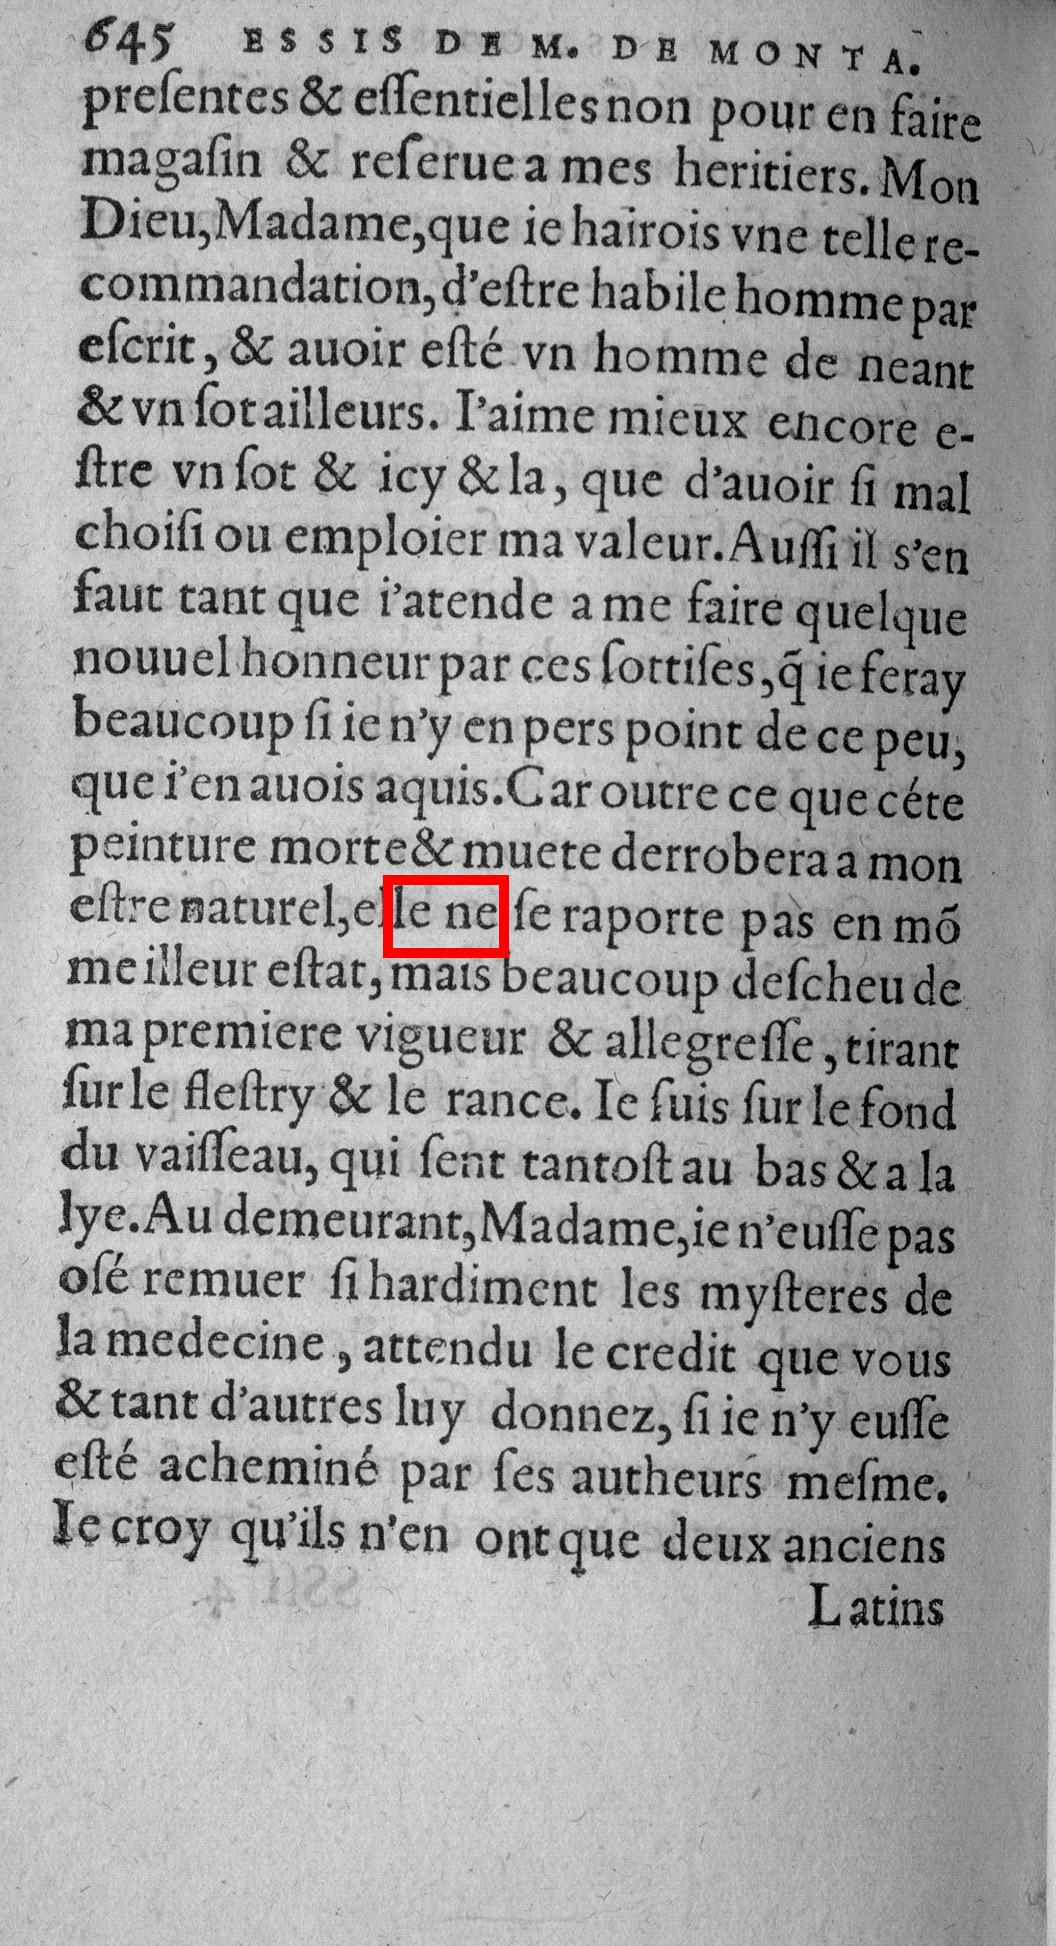 645 ESSIS DE M. DE MONTA.
preſentes & eſſentielles non pour en faire
magaſin & reſerue a mes heritiers. Mon
Dieu, Madame, que ie hairois vne telle re-
commandation, d'eſtre habile homme par
eſcrit, & auoir eſté vn homme de neant
& vn ſot ailleurs. I'aime mieux encore e-
ſtre vn ſot & icy & la, que d'auoir ſi mal
choiſi ou emploier ma valeur. Auſſi il s'en
faut tant que i'atende a me faire quelque
nouuel honneur par ces ſottiſes, q̃ ie feray
beaucoup ſi ie n'y en pers point de ce peu,
que i'en auois aquis. Car outre ce que céte
peinture morte & muete derrobera a mon
eſtre naturel, elle ne ſe raporte pas en mõ
meilleur eſtat, mais beaucoup deſcheu de
ma premiere vigueur & allegreſſe, tirant
ſur le fleſtry & le rance. Ie ſuis ſur le fond
du vaiſſeau, qui ſent tantoſt au bas & a la
lye. Au demeurant, Madame, ie n'euſſe pas
oſé remuer ſi hardiment les myſteres de
la medecine, attendu le credit que vous
& tant d'autres luy donnez, ſi ie n'y euſſe
eſté acheminé par ſes autheurs meſme.
Ie croy qu'ils n'en ont que deux anciens
Latins